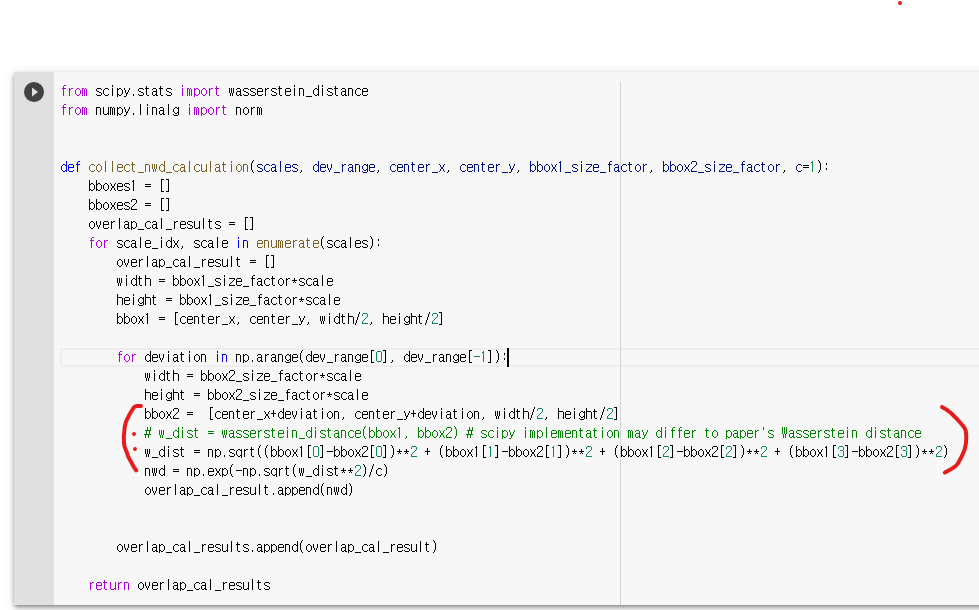 from scipy.stats import wasserstein_distance
from numpy.linalg import norm
def collect_nwd_calculation(scales, dev_range, center_x, center_y, bbox1_size_factor, bbox2_size_factor, c=1):
    bboxes1 = []
    bboxes2 = []
    overlap_cal_results = []
    for scale_idx, scale in enumerate(scales):
        overlap_cal_result = []
        width = bbox1_size_factor*scale
        height = bbox1_size_factor*scale
        bbox1 = [center_x, center_y, width/2, height/2]
        for deviation in np.arange(dev_range[0], dev_range[-1]):
            width = bbox2_size_factor*scale
            height = bbox2_size_factor*scale
            bbox2 =  [center_x+deviation, center_y+deviation, width/2, height/2]
            # w_dist = wasserstein_distance(bbox1, bbox2) # scipy implementation may differ to paper's Wasserstein distance
            w_dist = np.sqrt((bbox1[0]-bbox2[0])**2 + (bbox1[1]-bbox2[1])**2 + (bbox1[2]-bbox2[2])**2 + (bbox1[3]-bbox2[3])**2)
            nwd = np.exp(-np.sqrt(w_dist**2)/c)
            overlap_cal_result.append(nwd)
        overlap_cal_results.append(overlap_cal_result)
    return overlap_cal_results